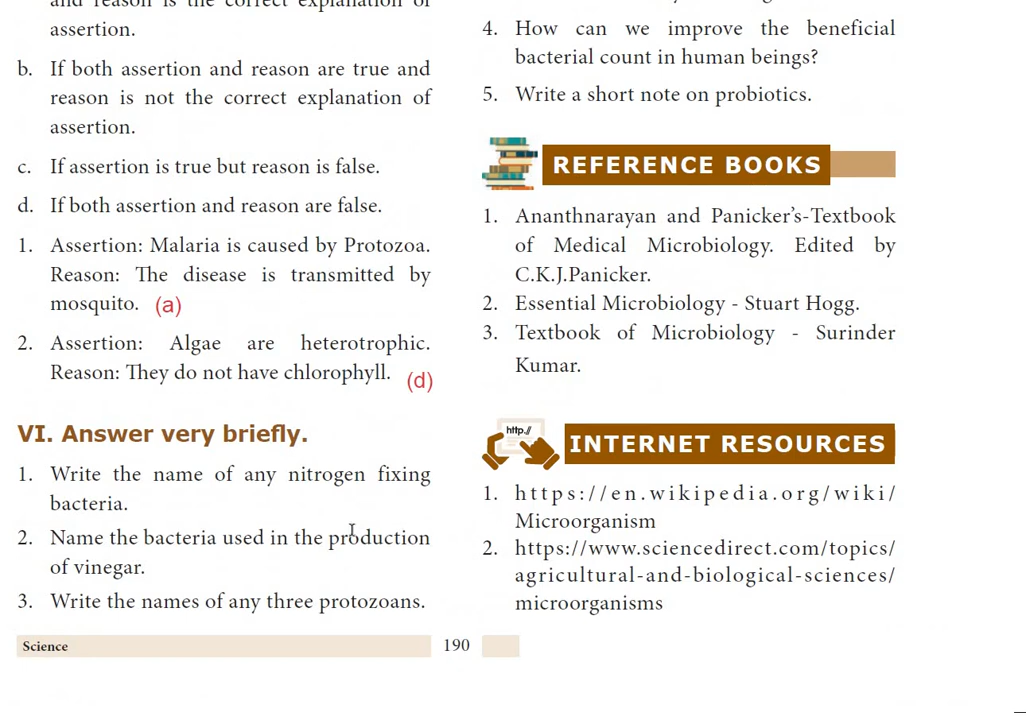 and reason is the correct explanation of
assertion.
b. If both assertion and reason are true and
reason is not the correct explanation of
assertion.
c. If assertion is true but reason is false.
d. If both assertion and reason are false.
1. Assertion: Malaria is caused by Protozoa.
Reason: The disease is transmitted by
mosquito. (a)
2. Assertion: Algae are heterotrophic.
Reason: They do not have chlorophyll. (d)
VI. Answer very briefly.
1. Write the name of any nitrogen fixing
bacteria.
2. Name the bacteria used in the production
of vinegar.
3. Write the names of any three protozoans.
4. How can we improve the beneficial
bacterial count in human beings?
5. Write a short note on probiotics.
REFERENCE BOOKS
1. Ananthnarayan and Panicker's-Textbook
of Medical Microbiology. Edited by
C.K.J.Panicker.
2. Essential Microbiology - Stuart Hogg.
3. Textbook of Microbiology - Surinder
Kumar.
http://
INTERNET RESOURCES
1. https://en.wikipedia.org/wiki/
Microorganism
2. https://www.sciencedirect.com/topics/
agricultural-and-biological-sciences/
microorganisms
Science
190